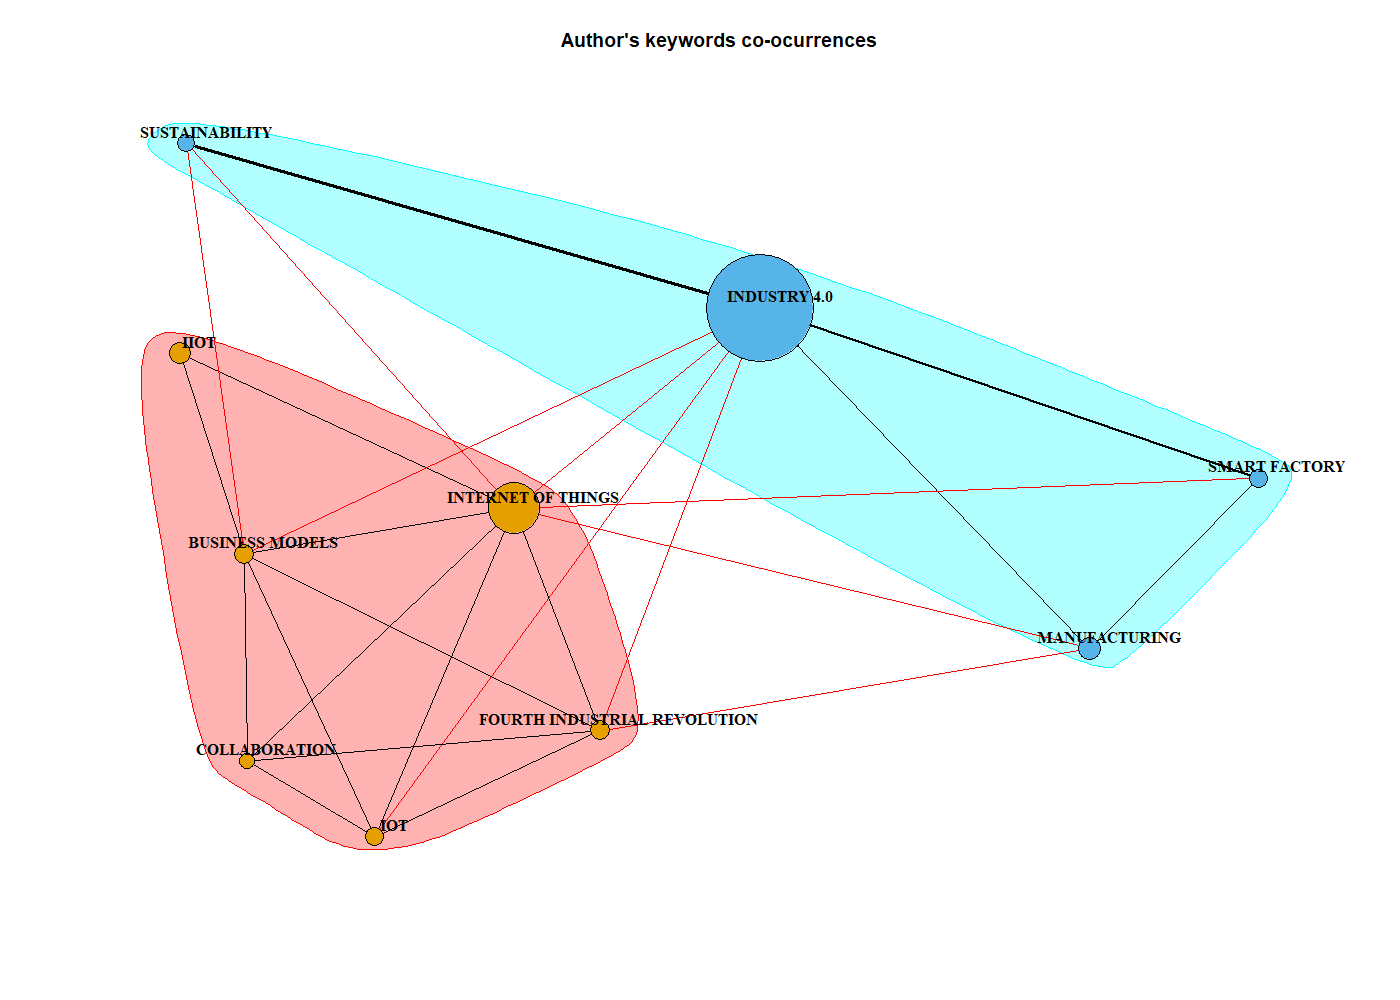 Author's keywords co-ocurrences
SUSTAINABILITY
INDUSTRY 4.0
IIOT
SMART FACTORY
INTERNET OF THINGS
BUSINESS MODELS
MANUFACTURING
FOURTH INDUSTRIAL REVOLUTION
COLLABORATION
IOT